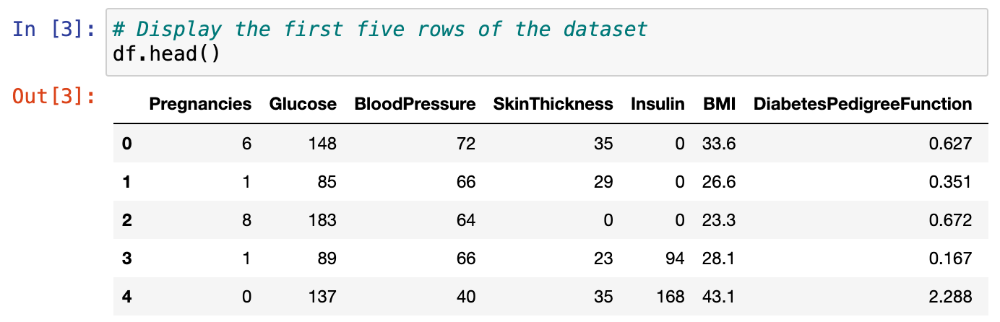 In [3]: # Display the first five rows of the dataset
df.head()
Out[3]:
Pregnancies Glucose BloodPressure SkinThickness Insulin BMI DiabetesPedigreeFunction
0 6 148 72 35 0 33.6 0.627
1 1 85 66 29 0 26.6 0.351
2 8 183 64 0 0 23.3 0.672
3 1 89 66 23 94 28.1 0.167
4 0 137 40 35 168 43.1 2.288